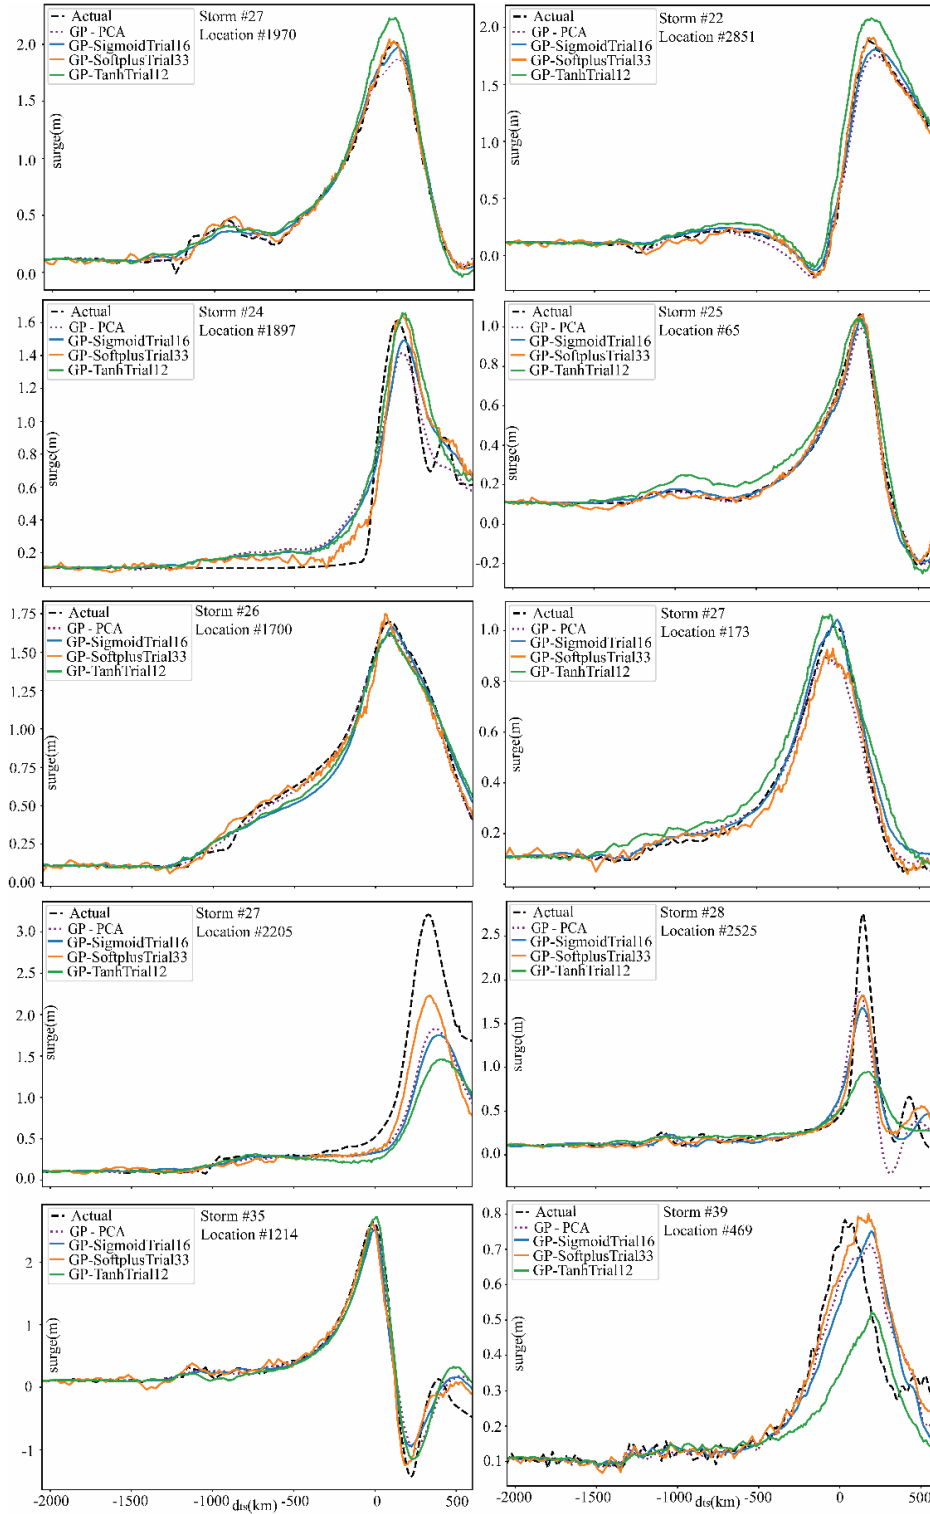 Actual
GP - PCA
GP-SigmoidTrial16
GP-SoftplusTrial33
GP-TanhTrial12
Storm #27
Location #1970
surge(m)
2.0
1.5
1.0
0.5
0.0
Actual
GP - PCA
GP-SigmoidTrial16
GP-SoftplusTrial33
GP-TanhTrial12
Storm #22
Location #2851
surge(m)
2.0
1.5
1.0
0.5
0.0
Actual
GP - PCA
GP-SigmoidTrial16
GP-SoftplusTrial33
GP-TanhTrial12
Storm #24
Location #1897
surge(m)
1.6
1.4
1.2
1.0
0.8
0.6
0.4
0.2
Actual
GP - PCA
GP-SigmoidTrial16
GP-SoftplusTrial33
GP-TanhTrial12
Storm #25
Location #65
surge(m)
1.0
0.8
0.6
0.4
0.2
0.0
-0.2
Actual
GP - PCA
GP-SigmoidTrial16
GP-SoftplusTrial33
GP-TanhTrial12
Storm #26
Location #1700
surge(m)
1.75
1.50
1.25
1.00
0.75
0.50
0.25
0.00
Actual
GP - PCA
GP-SigmoidTrial16
GP-SoftplusTrial33
GP-TanhTrial12
Storm #27
Location #173
surge(m)
1.0
0.8
0.6
0.4
0.2
Actual
GP - PCA
GP-SigmoidTrial16
GP-SoftplusTrial33
GP-TanhTrial12
Storm #27
Location #2205
surge(m)
3.0
2.5
2.0
1.5
1.0
0.5
0.0
Actual
GP - PCA
GP-SigmoidTrial16
GP-SoftplusTrial33
GP-TanhTrial12
Storm #28
Location #2525
surge(m)
2.5
2.0
1.5
1.0
0.5
0.0
Actual
GP - PCA
GP-SigmoidTrial16
GP-SoftplusTrial33
GP-TanhTrial12
Storm #35
Location #1214
surge(m)
2
1
0
-1
-2000 -1500 -1000 -500 0 500
dts(km)
Actual
GP - PCA
GP-SigmoidTrial16
GP-SoftplusTrial33
GP-TanhTrial12
Storm #39
Location #469
surge(m)
0.8
0.7
0.6
0.5
0.4
0.3
0.2
0.1
-2000 -1500 -1000 -500 0 500
dts(km)